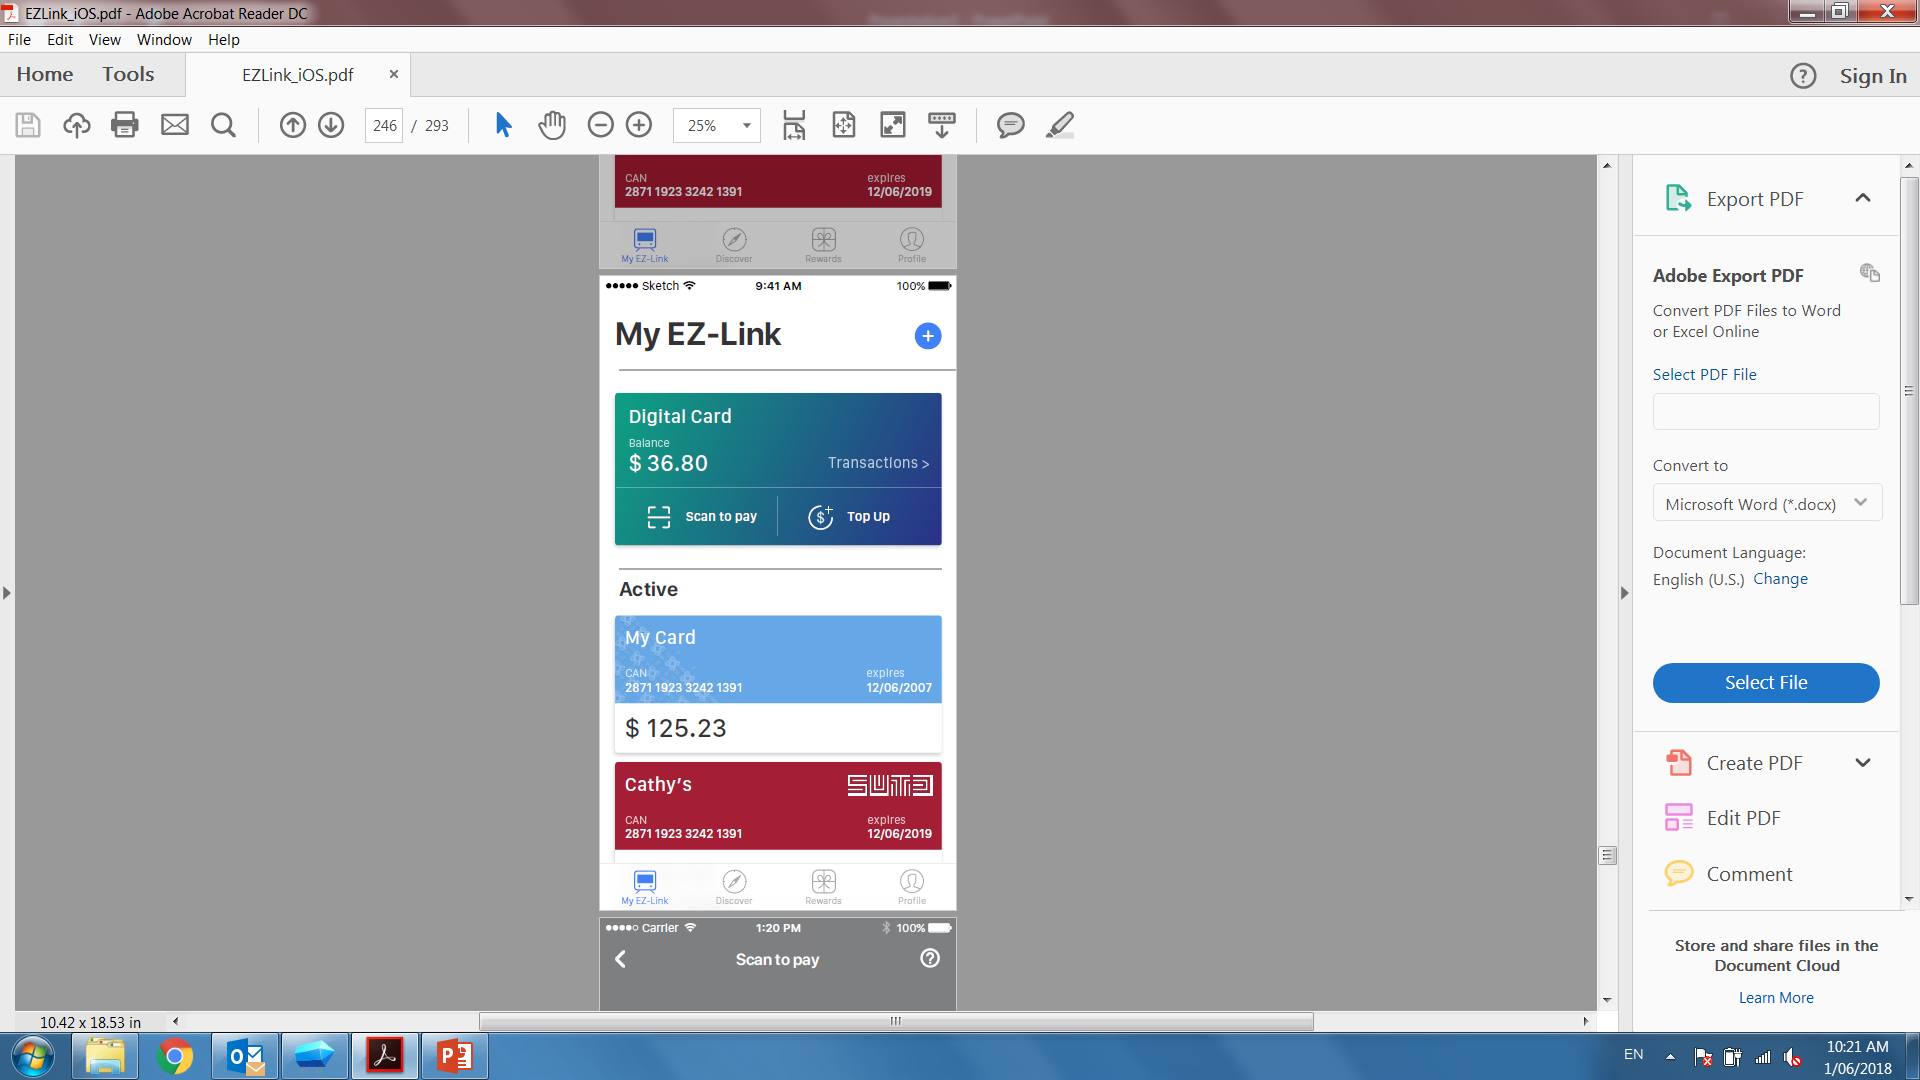 EZLink_iOS.pdf - Adobe Acrobat Reader DC
File Edit View Window Help
Home Tools EZLink_iOS.pdf × ? Sign In
246 / 293 25%
CAN expires
2871 1923 3242 1391 12/06/2019
My EZ-Link Discover Rewards Profile
Sketch 9:41 AM 100%
My EZ-Link +
Digital Card
Balance
$ 36.80 Transactions >
Scan to pay Top Up
Active
My Card
CAN expires
2871 1923 3242 1391 12/06/2007
$ 125.23
Cathy's SUTD
CAN expires
2871 1923 3242 1391 12/06/2019
My EZ-Link Discover Rewards Profile
Carrier 1:20 PM 100%
Scan to pay ?
10.42 x 18.53 in
Export PDF
Adobe Export PDF
Convert PDF Files to Word
or Excel Online
Select PDF File
Convert to
Microsoft Word (*.docx)
Document Language:
English (U.S.) Change
Select File
Create PDF
Edit PDF
Comment
Store and share files in the
Document Cloud
Learn More
EN 10:21 AM
1/06/2018